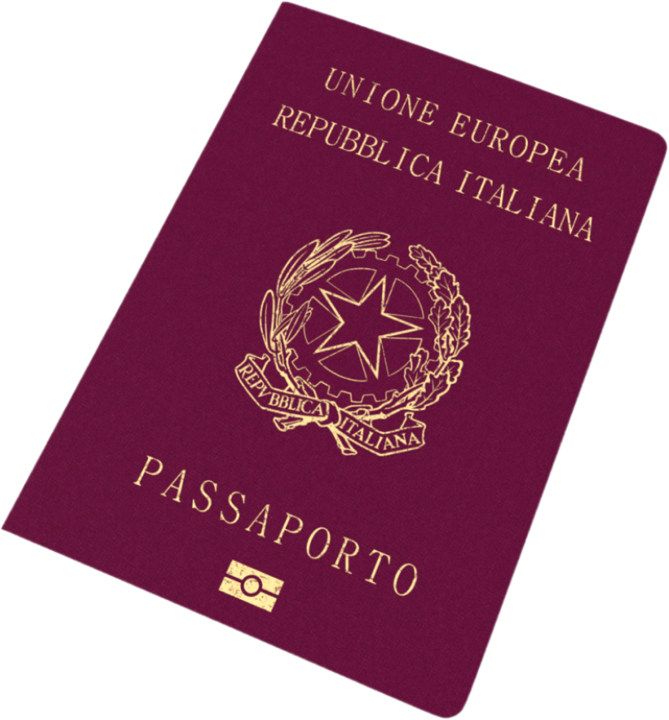 UNIONE EUROPEA
REPUBBLICA ITALIANA
REPVBBLICA ITALIANA
PASSAPORTO